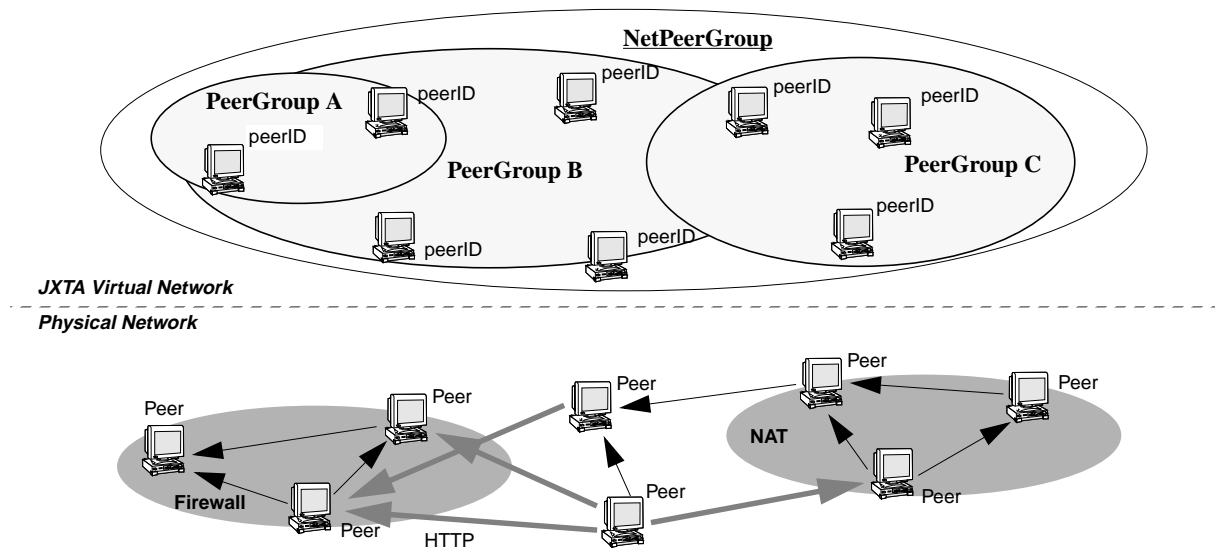 NetPeerGroup
peerID
PeerGroup A
peerID
peerID
peerID
peerID
PeerGroup B
PeerGroup C
peerID
peerID
peerID
JXTA Virtual Network
Physical Network
Peer
Peer
Peer
Peer
Peer
NAT
Firewall
Peer
Peer
Peer
HTTP